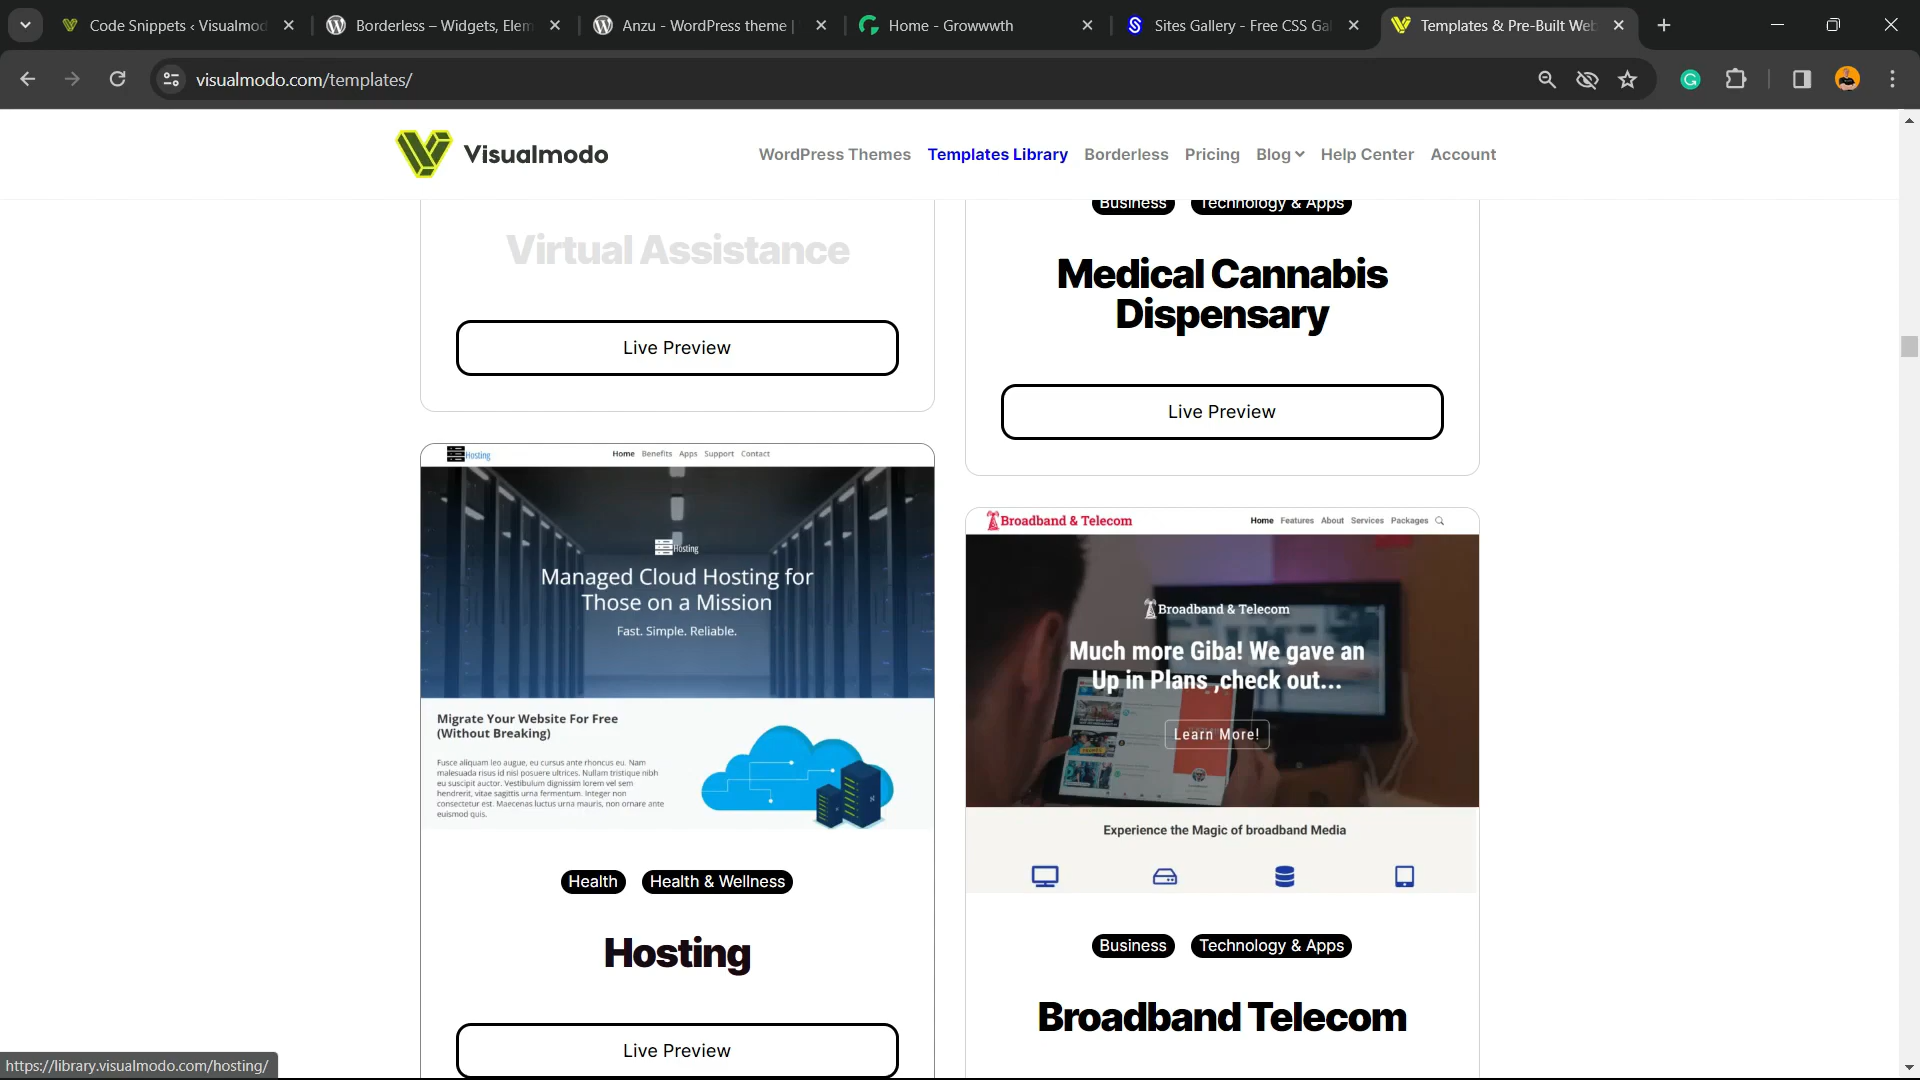 Code Snippets ‹ Visualmod
Borderless – Widgets, Elem
Anzu - WordPress theme |
Home - Growwwth
Sites Gallery - Free CSS Gal
Templates & Pre-Built Web
visualmodo.com/templates/
Visualmodo
WordPress Themes
Templates Library
Borderless
Pricing
Blog
Help Center
Account
Virtual Assistance
Live Preview
Business
Technology & Apps
Medical Cannabis
Dispensary
Live Preview
Hosting
Home Benefits Apps Support Contact
Hosting
Managed Cloud Hosting for
Those on a Mission
Fast. Simple. Reliable.
Migrate Your Website For Free
(Without Breaking)
Fusce aliquam leo augue, eu cursus ante rhoncus eu. Nam
malesuada risus id nisl posuere ultrices. Nullam tristique nibh
eu suscipit auctor. Vestibulum dignissim lorem vel sem
hendrerit, vitae sagittis urna fermentum. Integer non
consectetur est. Maecenas luctus urna mauris, non ornare ante
euismod quis.
Health
Health & Wellness
Hosting
Live Preview
Broadband & Telecom
Home Features About Services Packages
Broadband & Telecom
Much more Giba! We gave an
Up in Plans ,check out...
Learn More!
Experience the Magic of broadband Media
Business
Technology & Apps
Broadband Telecom
https://library.visualmodo.com/hosting/